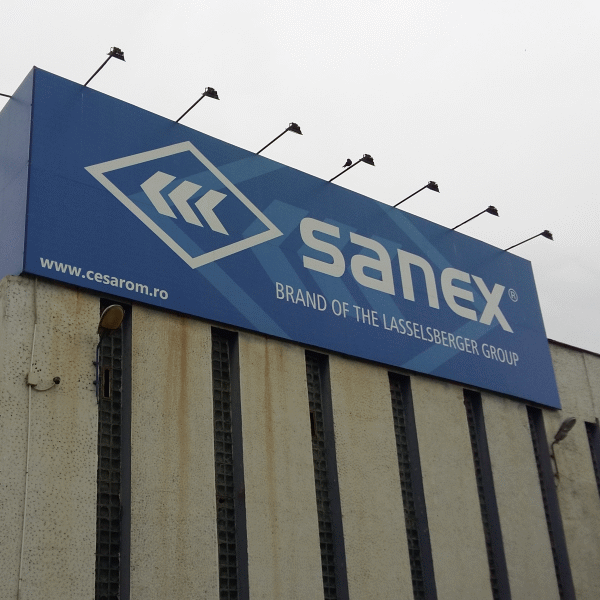 sanex®
BRAND OF THE LASSELSBERGER GROUP
www.cesarom.ro